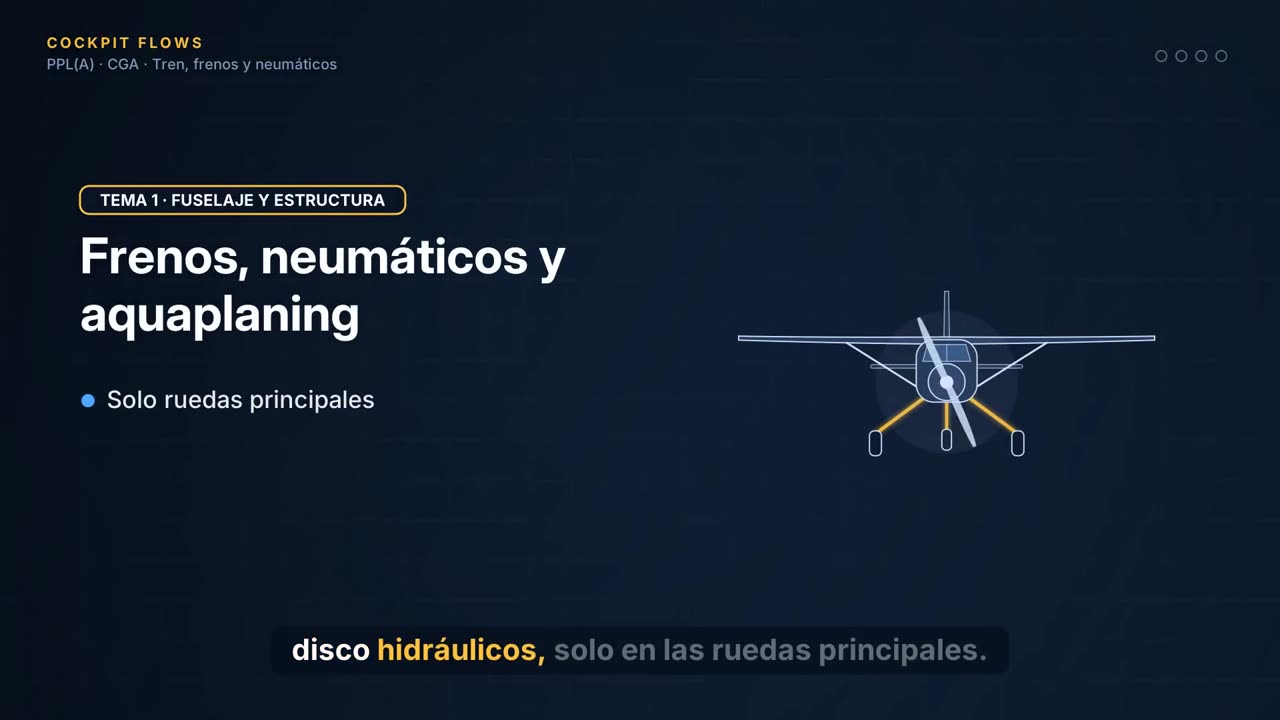 COCKPIT FLOWS
PPL(A) · CGA · Tren, frenos y neumáticos
TEMA 1 · FUSELAJE Y ESTRUCTURA
Frenos, neumáticos y
aquaplaning
Solo ruedas principales
disco hidráulicos, solo en las ruedas principales.